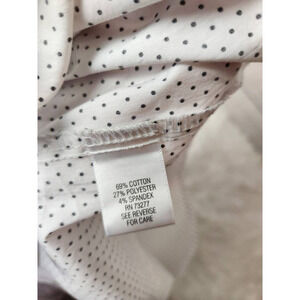 69% COTTON
27% POLYESTER
4% SPANDEX
RN 73277
SEE REVERSE
FOR CARE